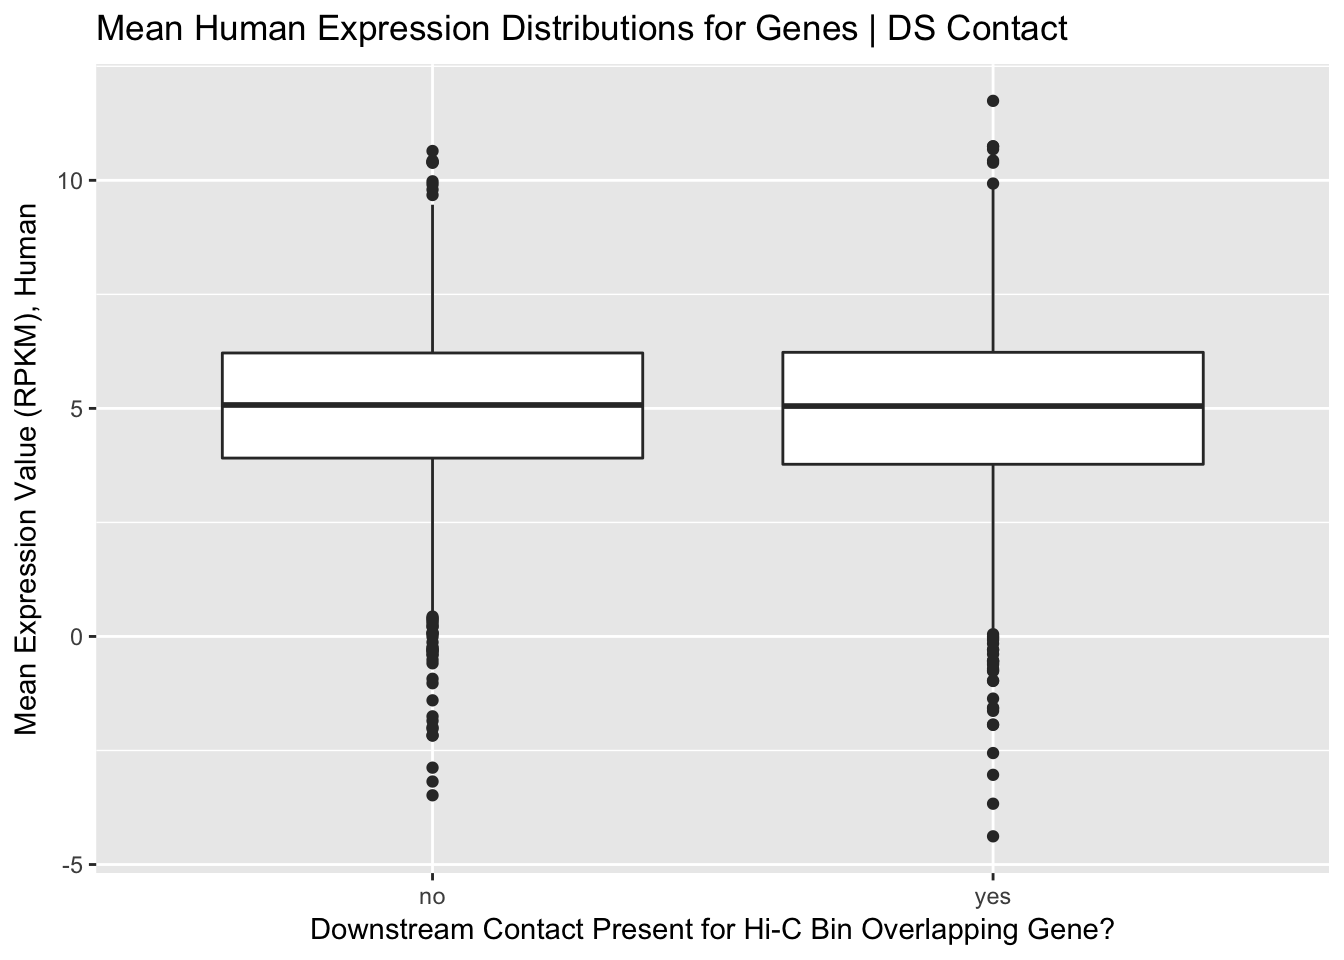 Mean Human Expression Distributions for Genes | DS Contact
Mean Expression Value (RPKM), Human
10
5
0
-5
no
yes
Downstream Contact Present for Hi-C Bin Overlapping Gene?